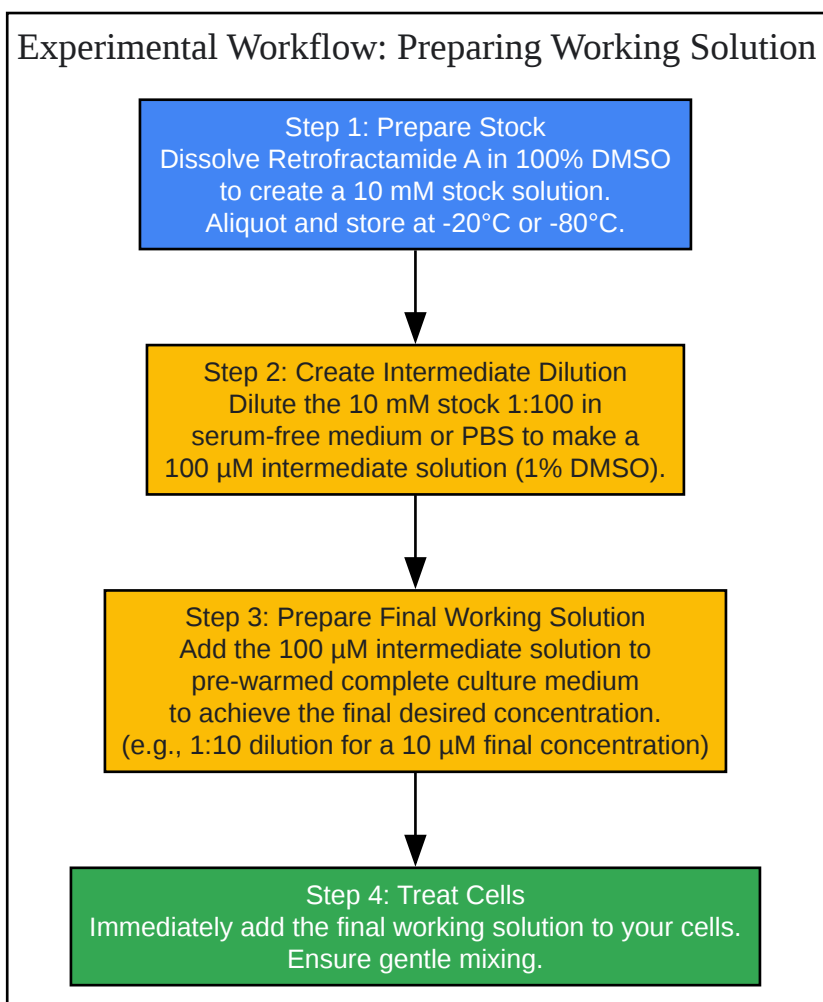 Experimental Workflow: Preparing Working Solution
Step 1: Prepare Stock
Dissolve Retrofractamide A in 100% DMSO
to create a 10 mM stock solution.
Aliquot and store at -20°C or -80°C.
Step 2: Create Intermediate Dilution
Dilute the 10 mM stock 1:100 in
serum-free medium or PBS to make a
100 µM intermediate solution (1% DMSO).
Step 3: Prepare Final Working Solution
Add the 100 µM intermediate solution to
pre-warmed complete culture medium
to achieve the final desired concentration.
(e.g., 1:10 dilution for a 10 µM final concentration)
Step 4: Treat Cells
Immediately add the final working solution to your cells.
Ensure gentle mixing.